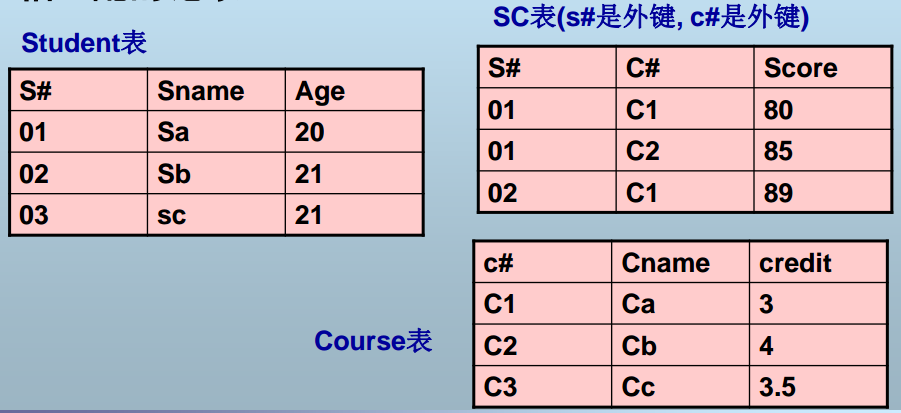 Student表
S# Sname Age
01 Sa 20
02 Sb 21
03 sc 21
SC表(s#是外键, c#是外键)
S# C# Score
01 C1 80
01 C2 85
02 C1 89
Course表
c# Cname credit
C1 Ca 3
C2 Cb 4
C3 Cc 3.5